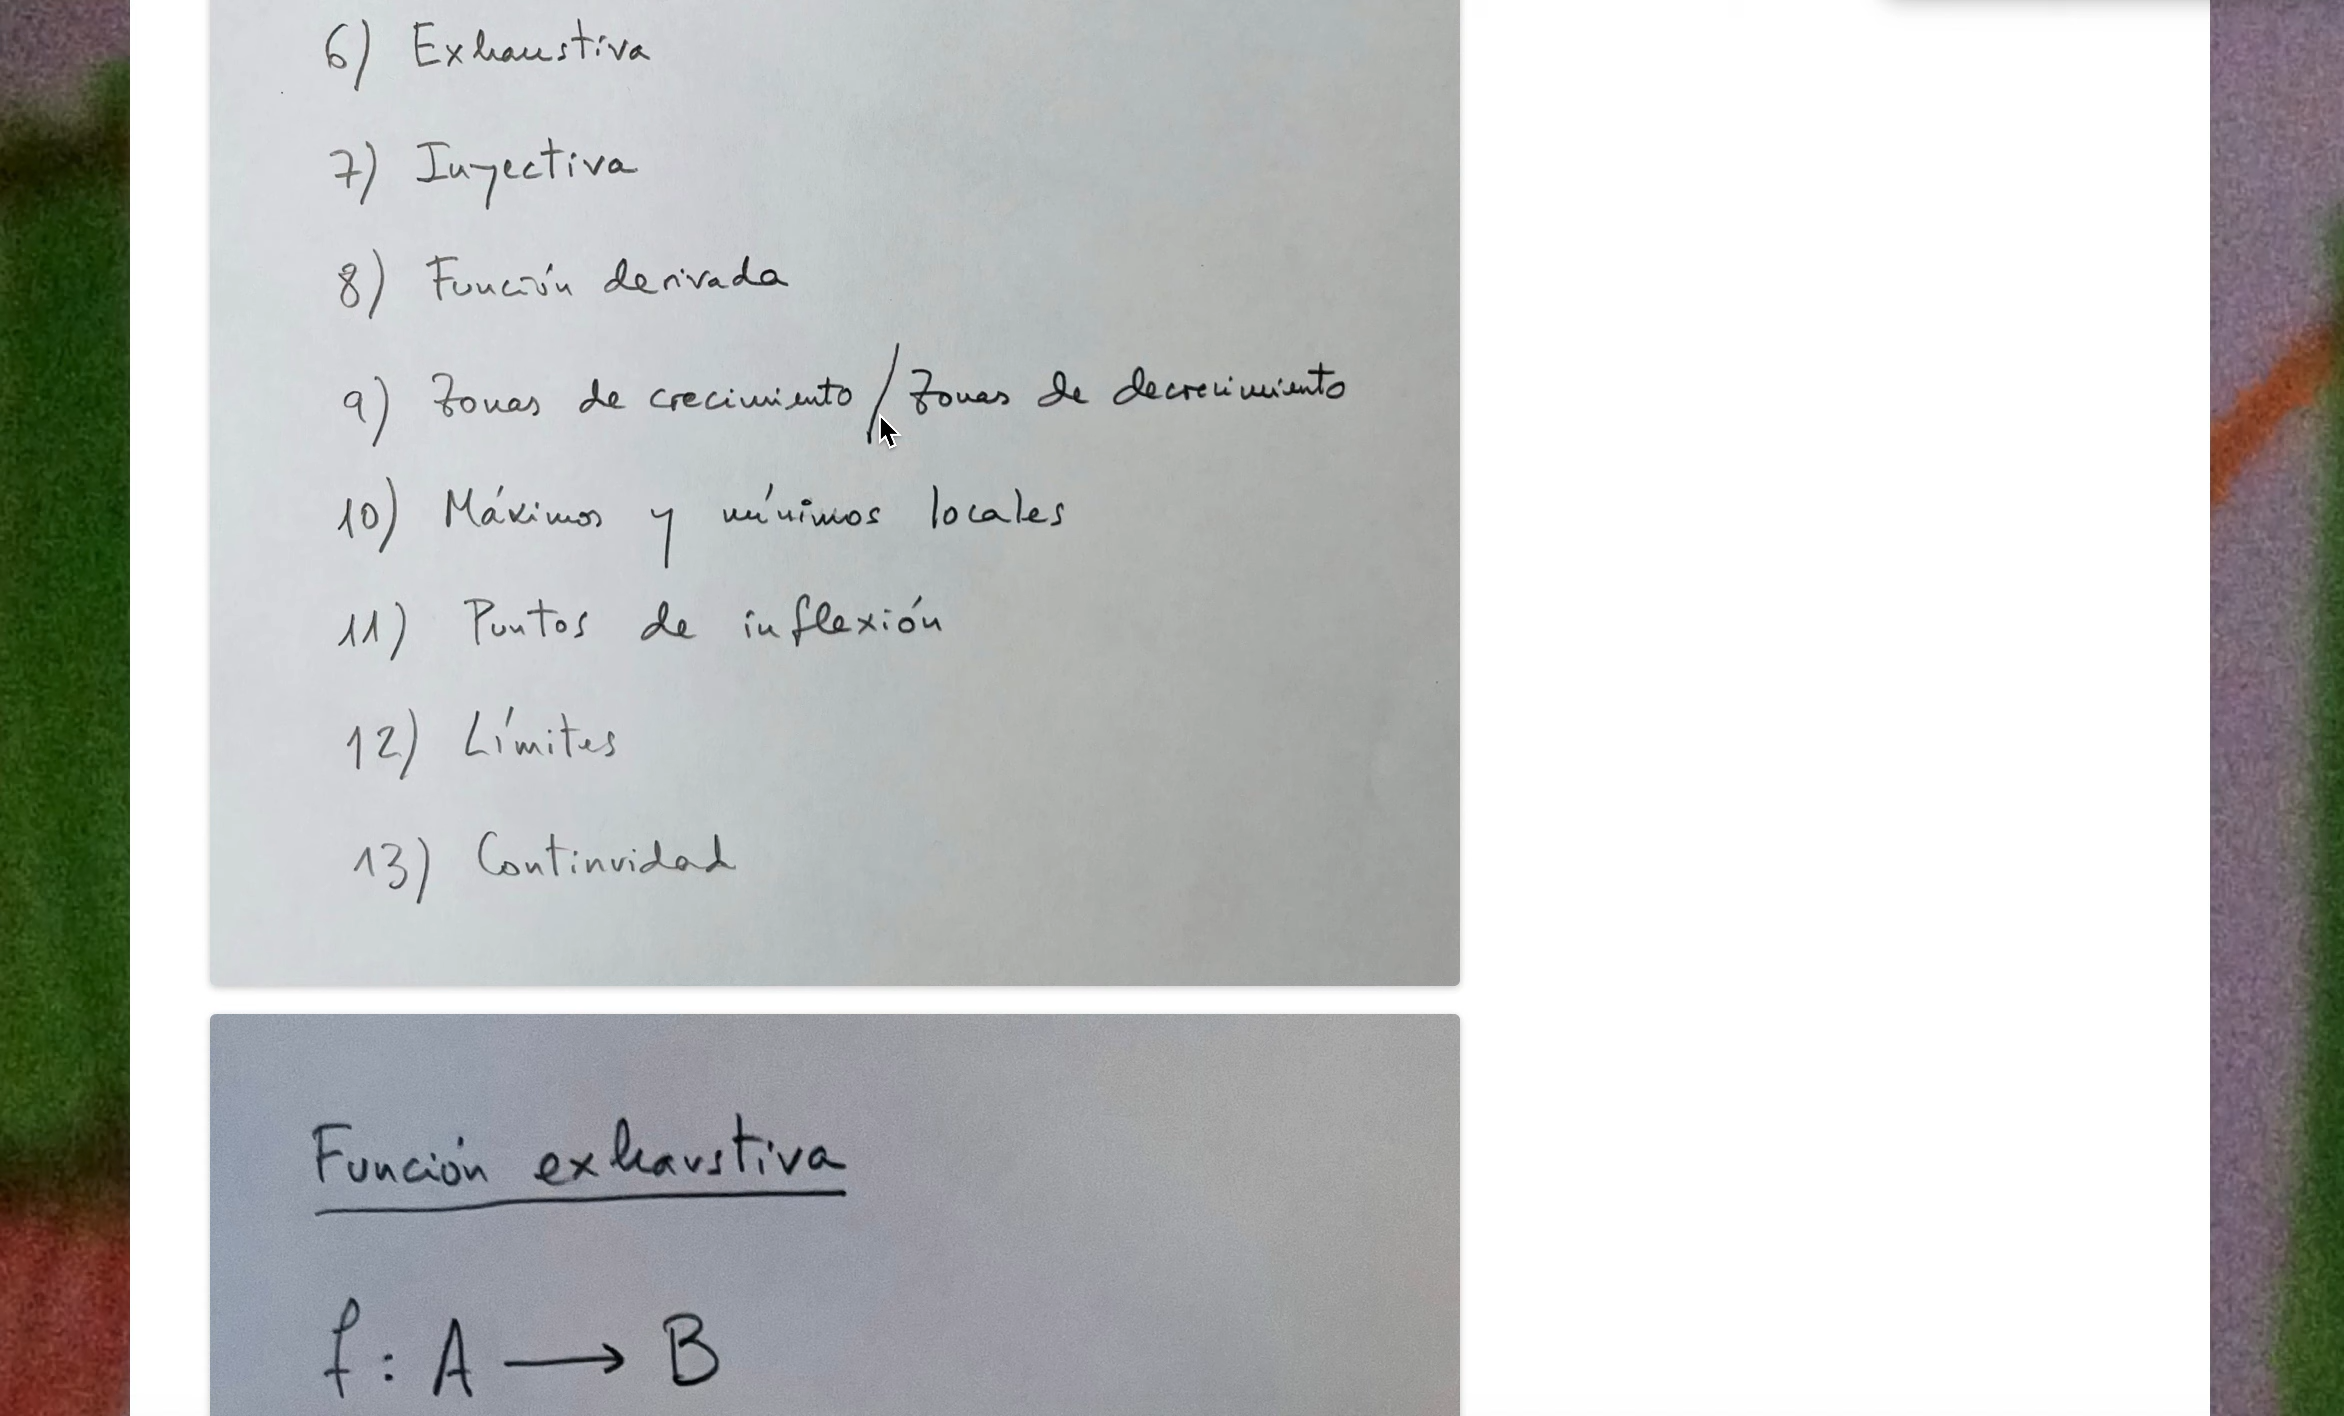 6) Exhaustiva
7) Inyectiva
8) Función derivada
9) Zonas de crecimiento / Zonas de decrecimiento
10) Máximos y mínimos locales
11) Puntos de inflexión
12) Límites
13) Continuidad
Función exhaustiva
f: A ⟶ B